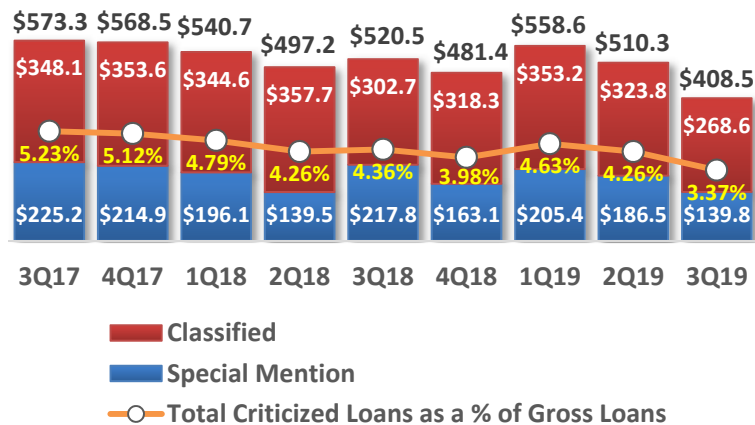 $573.3 $568.5 $540.7 $497.2 $520.5 $481.4 $558.6 $510.3 $408.5
$348.1 $353.6 $344.6 $357.7 $302.7 $318.3 $353.2 $323.8 $268.6
5.23% 5.12% 4.79% 4.26% 4.36% 3.98% 4.63% 4.26% 3.37%
$225.2 $214.9 $196.1 $139.5 $217.8 $163.1 $205.4 $186.5 $139.8
3Q17 4Q17 1Q18 2Q18 3Q18 4Q18 1Q19 2Q19 3Q19
Classified
Special Mention
Total Criticized Loans as a % of Gross Loans